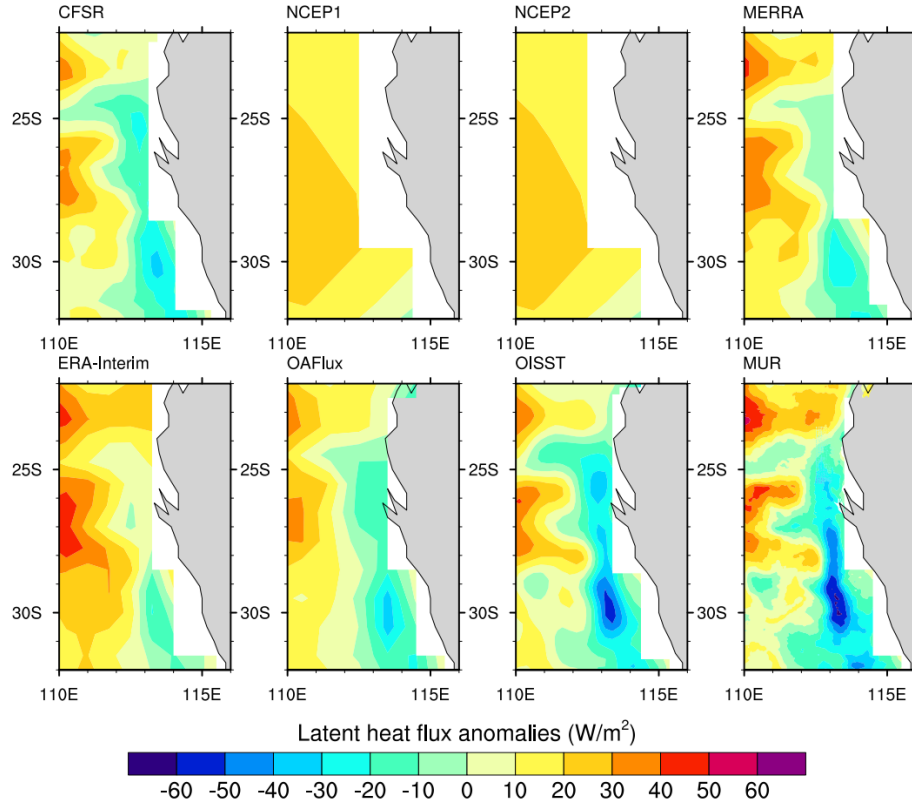 CFSR NCEP1 NCEP2 MERRA
25S 25S 25S 25S
30S 30S 30S 30S
110E 115E 110E 115E 110E 115E 110E 115E
ERA-Interim OAFlux OISST MUR
25S 25S 25S 25S
30S 30S 30S 30S
110E 115E 110E 115E 110E 115E 110E 115E
Latent heat flux anomalies (W/m²)
-60 -50 -40 -30 -20 -10 0 10 20 30 40 50 60